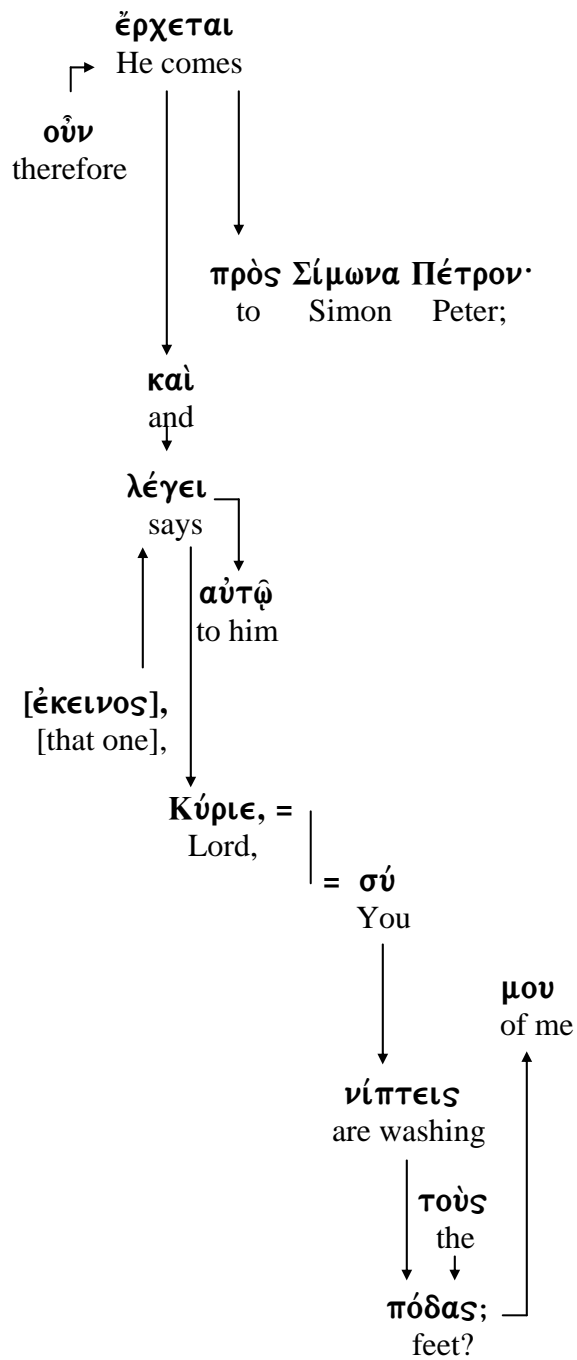 ἔρχεται
He comes
οὖν
therefore
πρὸς Σίμωνα Πέτρον·
to Simon Peter;
καὶ
and
λέγει
says
αὐτῷ
to him
[ἐκεινος],
[that one],
Κύριε, =
Lord,
= σύ
You
μου
of me
νίπτεις
are washing
τοὺς
the
πόδας;
feet?